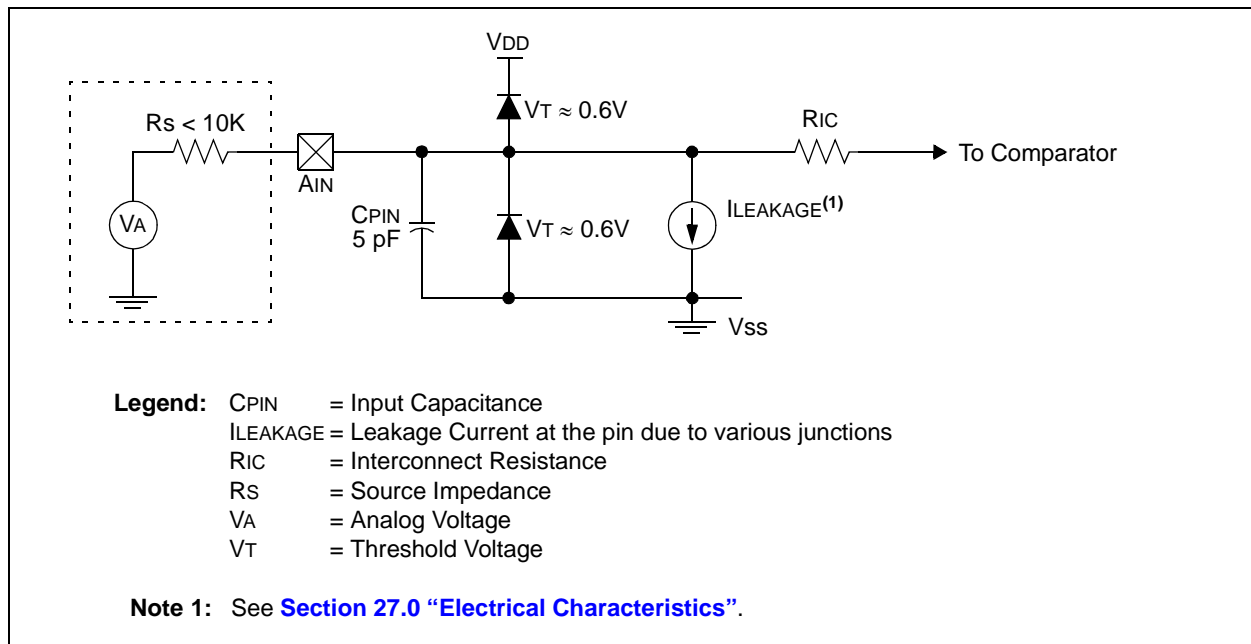 VDD
VT ≈ 0.6V
RS < 10K
RIC
To Comparator
AIN
CPIN
5 pF
VA
VT ≈ 0.6V
ILEAKAGE(1)
VSS
Legend: CPIN = Input Capacitance
ILEAKAGE = Leakage Current at the pin due to various junctions
RIC = Interconnect Resistance
RS = Source Impedance
VA = Analog Voltage
VT = Threshold Voltage
Note 1: See Section 27.0 “Electrical Characteristics”.